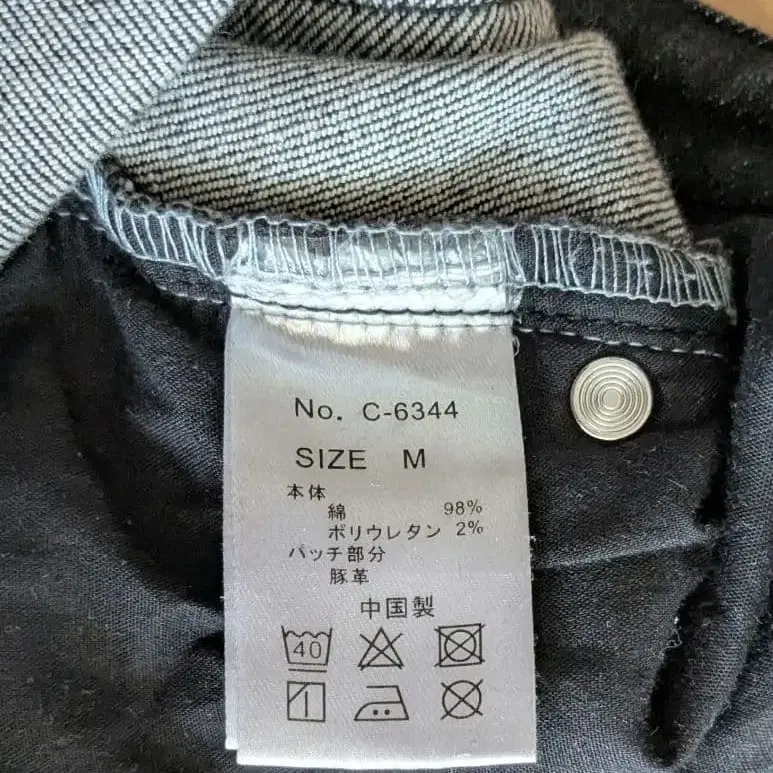 No. C-6344
SIZE M
本体
綿 98%
ポリウレタン 2%
パッチ部分
豚革
中国製
40